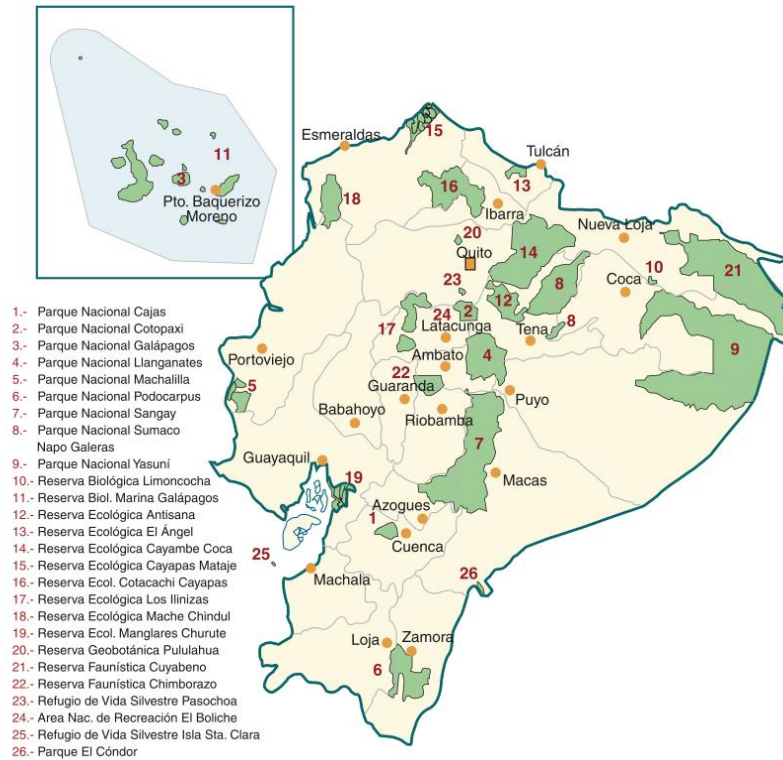 11
3
Pto. Baquerizo
Moreno
15
Esmeraldas
Tulcán
13
16
18
Ibarra
Nueva Loja
20
Quito
14
10
21
23
Coca
8
12
24
2
Latacunga
17
8
Tena
Portoviejo
Ambato
4
9
5
22
Guaranda
Puyo
Babahoyo
Riobamba
7
Guayaquil
19
Macas
Azogues
1
Cuenca
25
Machala
26
Loja
Zamora
6
1.- Parque Nacional Cajas
2.- Parque Nacional Cotopaxi
3.- Parque Nacional Galápagos
4.- Parque Nacional Llanganates
5.- Parque Nacional Machalilla
6.- Parque Nacional Podocarpus
7.- Parque Nacional Sangay
8.- Parque Nacional Sumaco
Napo Galeras
9.- Parque Nacional Yasuní
10.- Reserva Biológica Limoncocha
11.- Reserva Biol. Marina Galápagos
12.- Reserva Ecológica Antisana
13.- Reserva Ecológica El Ángel
14.- Reserva Ecológica Cayambe Coca
15.- Reserva Ecológica Cayapas Mataje
16.- Reserva Ecol. Cotacachi Cayapas
17.- Reserva Ecológica Los Ilinizas
18.- Reserva Ecológica Mache Chindul
19.- Reserva Ecol. Manglares Churute
20.- Reserva Geobotánica Pululahua
21.- Reserva Faunística Cuyabeno
22.- Reserva Faunística Chimborazo
23.- Refugio de Vida Silvestre Pasochoa
24.- Area Nac. de Recreación El Boliche
25.- Refugio de Vida Silvestre Isla Sta. Clara
26.- Parque El Cóndor